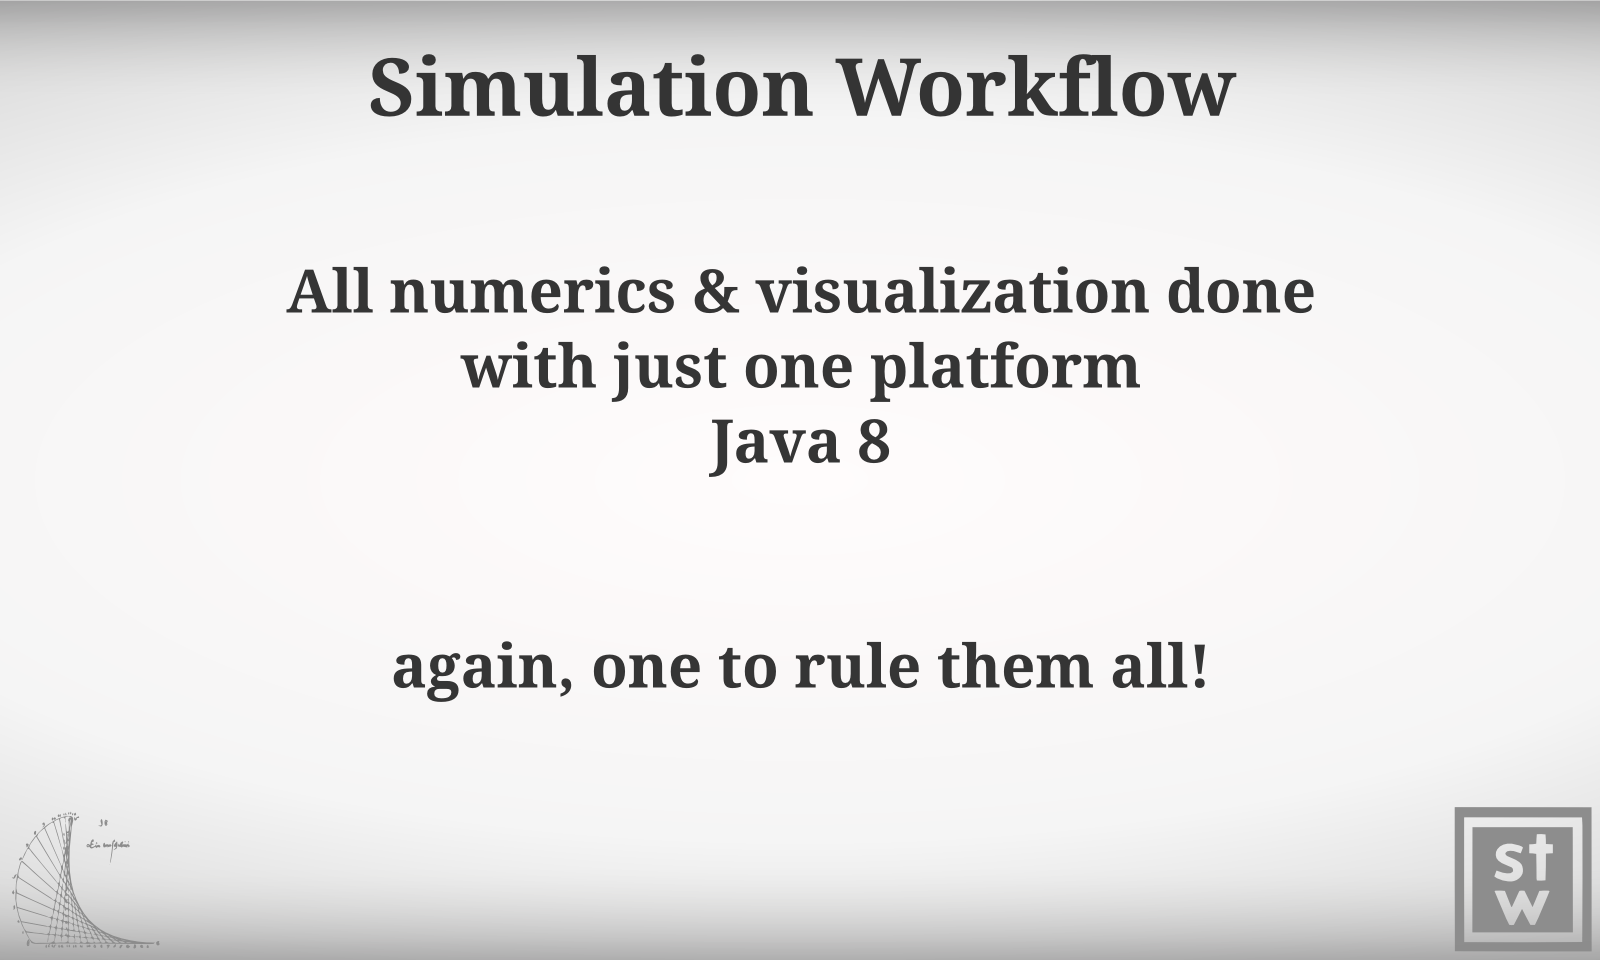 Simulation Workflow
All numerics & visualization done
with just one platform
Java 8
again, one to rule them all!
st
w